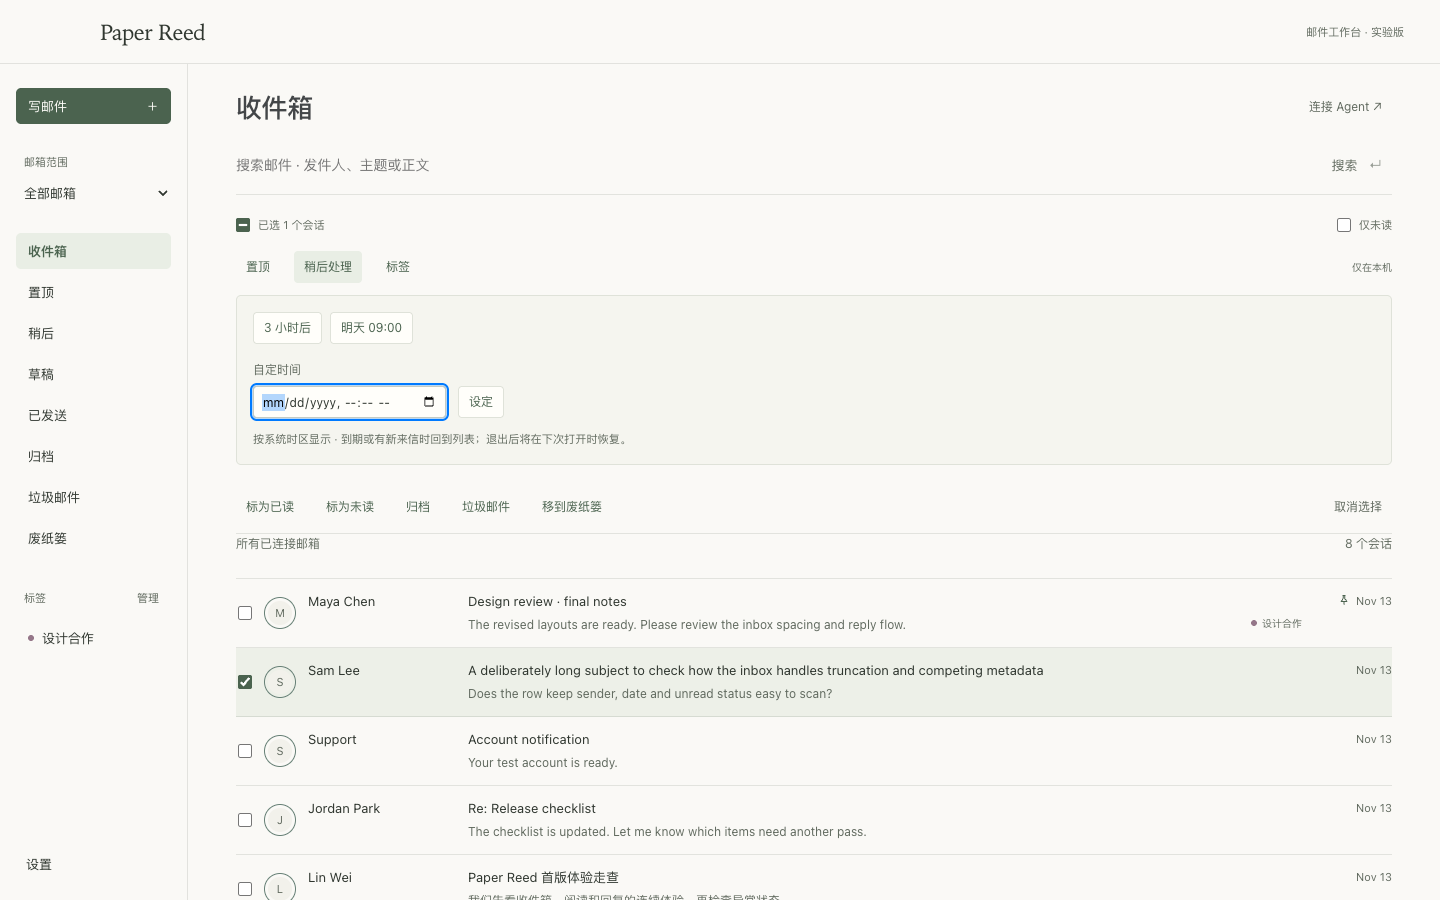 Paper Reed
邮件工作台 · 实验版
写邮件 +
邮箱范围
全部邮箱
收件箱
置顶
稍后
草稿
已发送
归档
垃圾邮件
废纸篓
标签 管理
设计合作
设置
收件箱
连接 Agent ↗
搜索邮件 · 发件人、主题或正文
搜索 ↵
已选 1 个会话
仅未读
置顶 稍后处理 标签
仅在本机
3 小时后 明天 09:00
自定时间
mm/dd/yyyy, --:-- --
设定
按系统时区显示 · 到期或有新来信时回到列表；退出后将在下次打开时恢复。
标为已读 标为未读 归档 垃圾邮件 移到废纸篓 取消选择
所有已连接邮箱 8 个会话
M Maya Chen Design review · final notes Nov 13
The revised layouts are ready. Please review the inbox spacing and reply flow. 设计合作
S Sam Lee A deliberately long subject to check how the inbox handles truncation and competing metadata Nov 13
Does the row keep sender, date and unread status easy to scan?
S Support Account notification Nov 13
Your test account is ready.
J Jordan Park Re: Release checklist Nov 13
The checklist is updated. Let me know which items need another pass.
L Lin Wei Paper Reed 首版体验走查 Nov 13